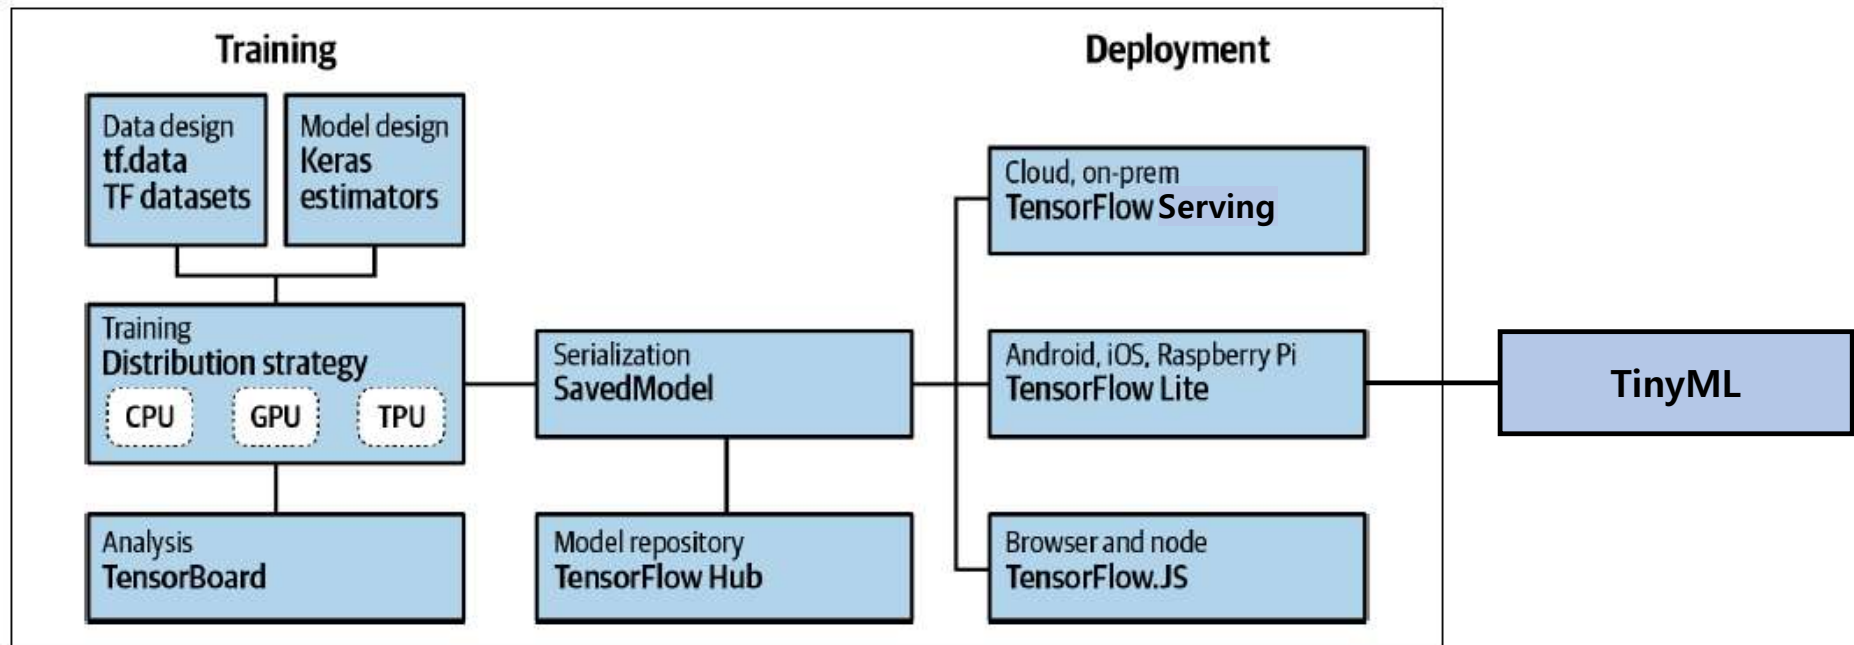 Training
Deployment
Data design
tf.data
TF datasets
Model design
Keras
estimators
Training
Distribution strategy
CPU
GPU
TPU
Analysis
TensorBoard
Serialization
SavedModel
Model repository
TensorFlow Hub
Cloud, on-prem
TensorFlow Serving
Android, iOS, Raspberry Pi
TensorFlow Lite
Browser and node
TensorFlow.JS
TinyML